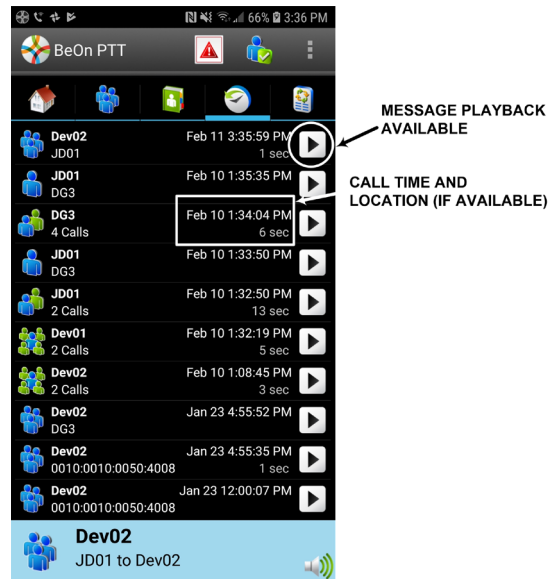 66% 3:36 PM
BeOn PTT
Dev02 Feb 11 3:35:59 PM
JD01 1 sec
JD01 Feb 10 1:35:35 PM
DG3
DG3 Feb 10 1:34:04 PM
4 Calls 6 sec
JD01 Feb 10 1:33:50 PM
DG3
JD01 Feb 10 1:32:50 PM
2 Calls 13 sec
Dev01 Feb 10 1:32:19 PM
2 Calls 5 sec
Dev02 Feb 10 1:08:45 PM
2 Calls 3 sec
Dev02 Jan 23 4:55:52 PM
DG3
Dev02 Jan 23 4:55:35 PM
0010:0010:0050:4008 1 sec
Dev02 Jan 23 12:00:07 PM
0010:0010:0050:4008
Dev02
JD01 to Dev02
MESSAGE PLAYBACK
AVAILABLE
CALL TIME AND
LOCATION (IF AVAILABLE)